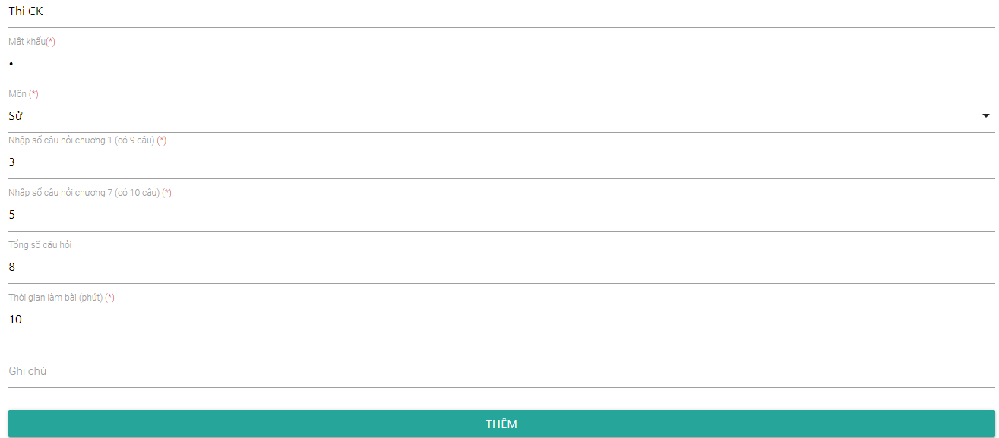 Thi CK
Mật khẩu(*)
•
Môn (*)
Sử
Nhập số câu hỏi chương 1 (có 9 câu) (*)
3
Nhập số câu hỏi chương 7 (có 10 câu) (*)
5
Tổng số câu hỏi
8
Thời gian làm bài (phút) (*)
10
Ghi chú
THÊM